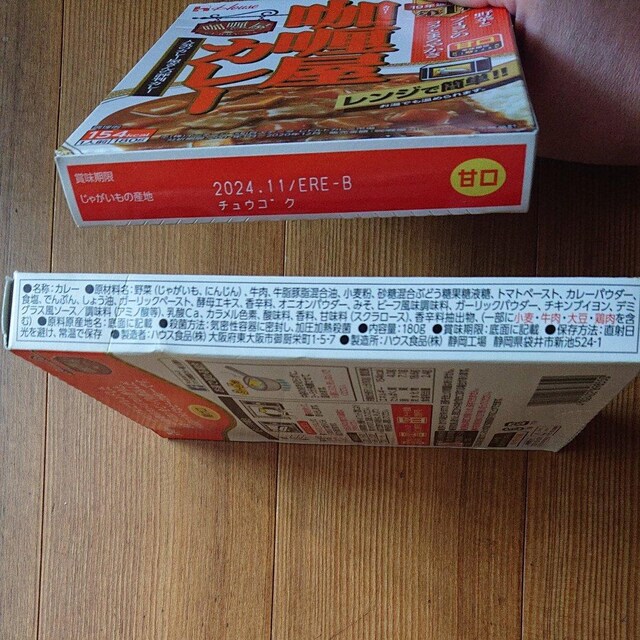 House
咖喱屋
カレー
甘口
レンジで簡単!!
お湯でも温められます。
154kcal
賞味期限
2024.11/ERE-B
じゃがいもの産地
チュウゴク
甘口
●名称:カレー ●原材料名:野菜(じゃがいも、にんじん)、牛肉、牛脂豚脂混合油、小麦粉、砂糖混合ぶどう糖果糖液糖、トマトペースト、カレーパウダー、
食塩、でんぷん、しょう油、ガーリックペースト、酵母エキス、香辛料、オニオンパウダー、みそ、ビーフ風味調味料、ガーリックパウダー、チキンブイヨン、デミ
グラス風ソース/調味料(アミノ酸等)、乳酸Ca、カラメル色素、酸味料、香料、甘味料(スクラロース)、香辛料抽出物、(一部に小麦・牛肉・大豆・鶏肉を含
む) ●原料原産地名:底面に記載 ●殺菌方法:気密性容器に密封し、加圧加熱殺菌 ●内容量:180g ●賞味期限:底面に記載 ●保存方法:直射日
光を避け、常温で保存 ●製造者:ハウス食品(株) 大阪府東大阪市御厨栄町1-5-7 ●製造所:ハウス食品(株) 静岡工場 静岡県袋井市新池524-1